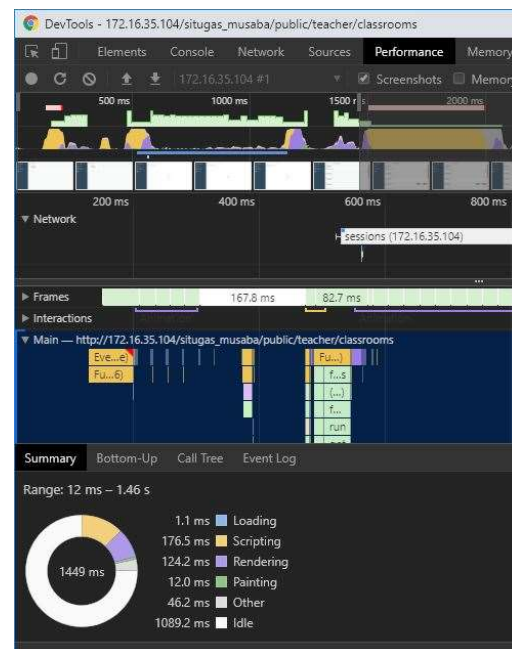 DevTools - 172.16.35.104/situgas_musaba/public/teacher/classrooms
Elements Console Network Sources Performance Memory
172.16.35.104 #1 Screenshots Memor
500 ms 1000 ms 1500 2000 ms
200 ms 400 ms 600 ms 800 ms
Network
sessions (172.16.35.104)
...
Frames 167.8 ms 82.7 ms
Interactions
Main — http://172.16.35.104/situgas_musaba/public/teacher/classrooms
Eve...e) Fu...)
Fu...6) f...s
(...)
f...
run
Summary Bottom-Up Call Tree Event Log
Range: 12 ms – 1.46 s
1.1 ms Loading
176.5 ms Scripting
124.2 ms Rendering
1449 ms
12.0 ms Painting
46.2 ms Other
1089.2 ms Idle